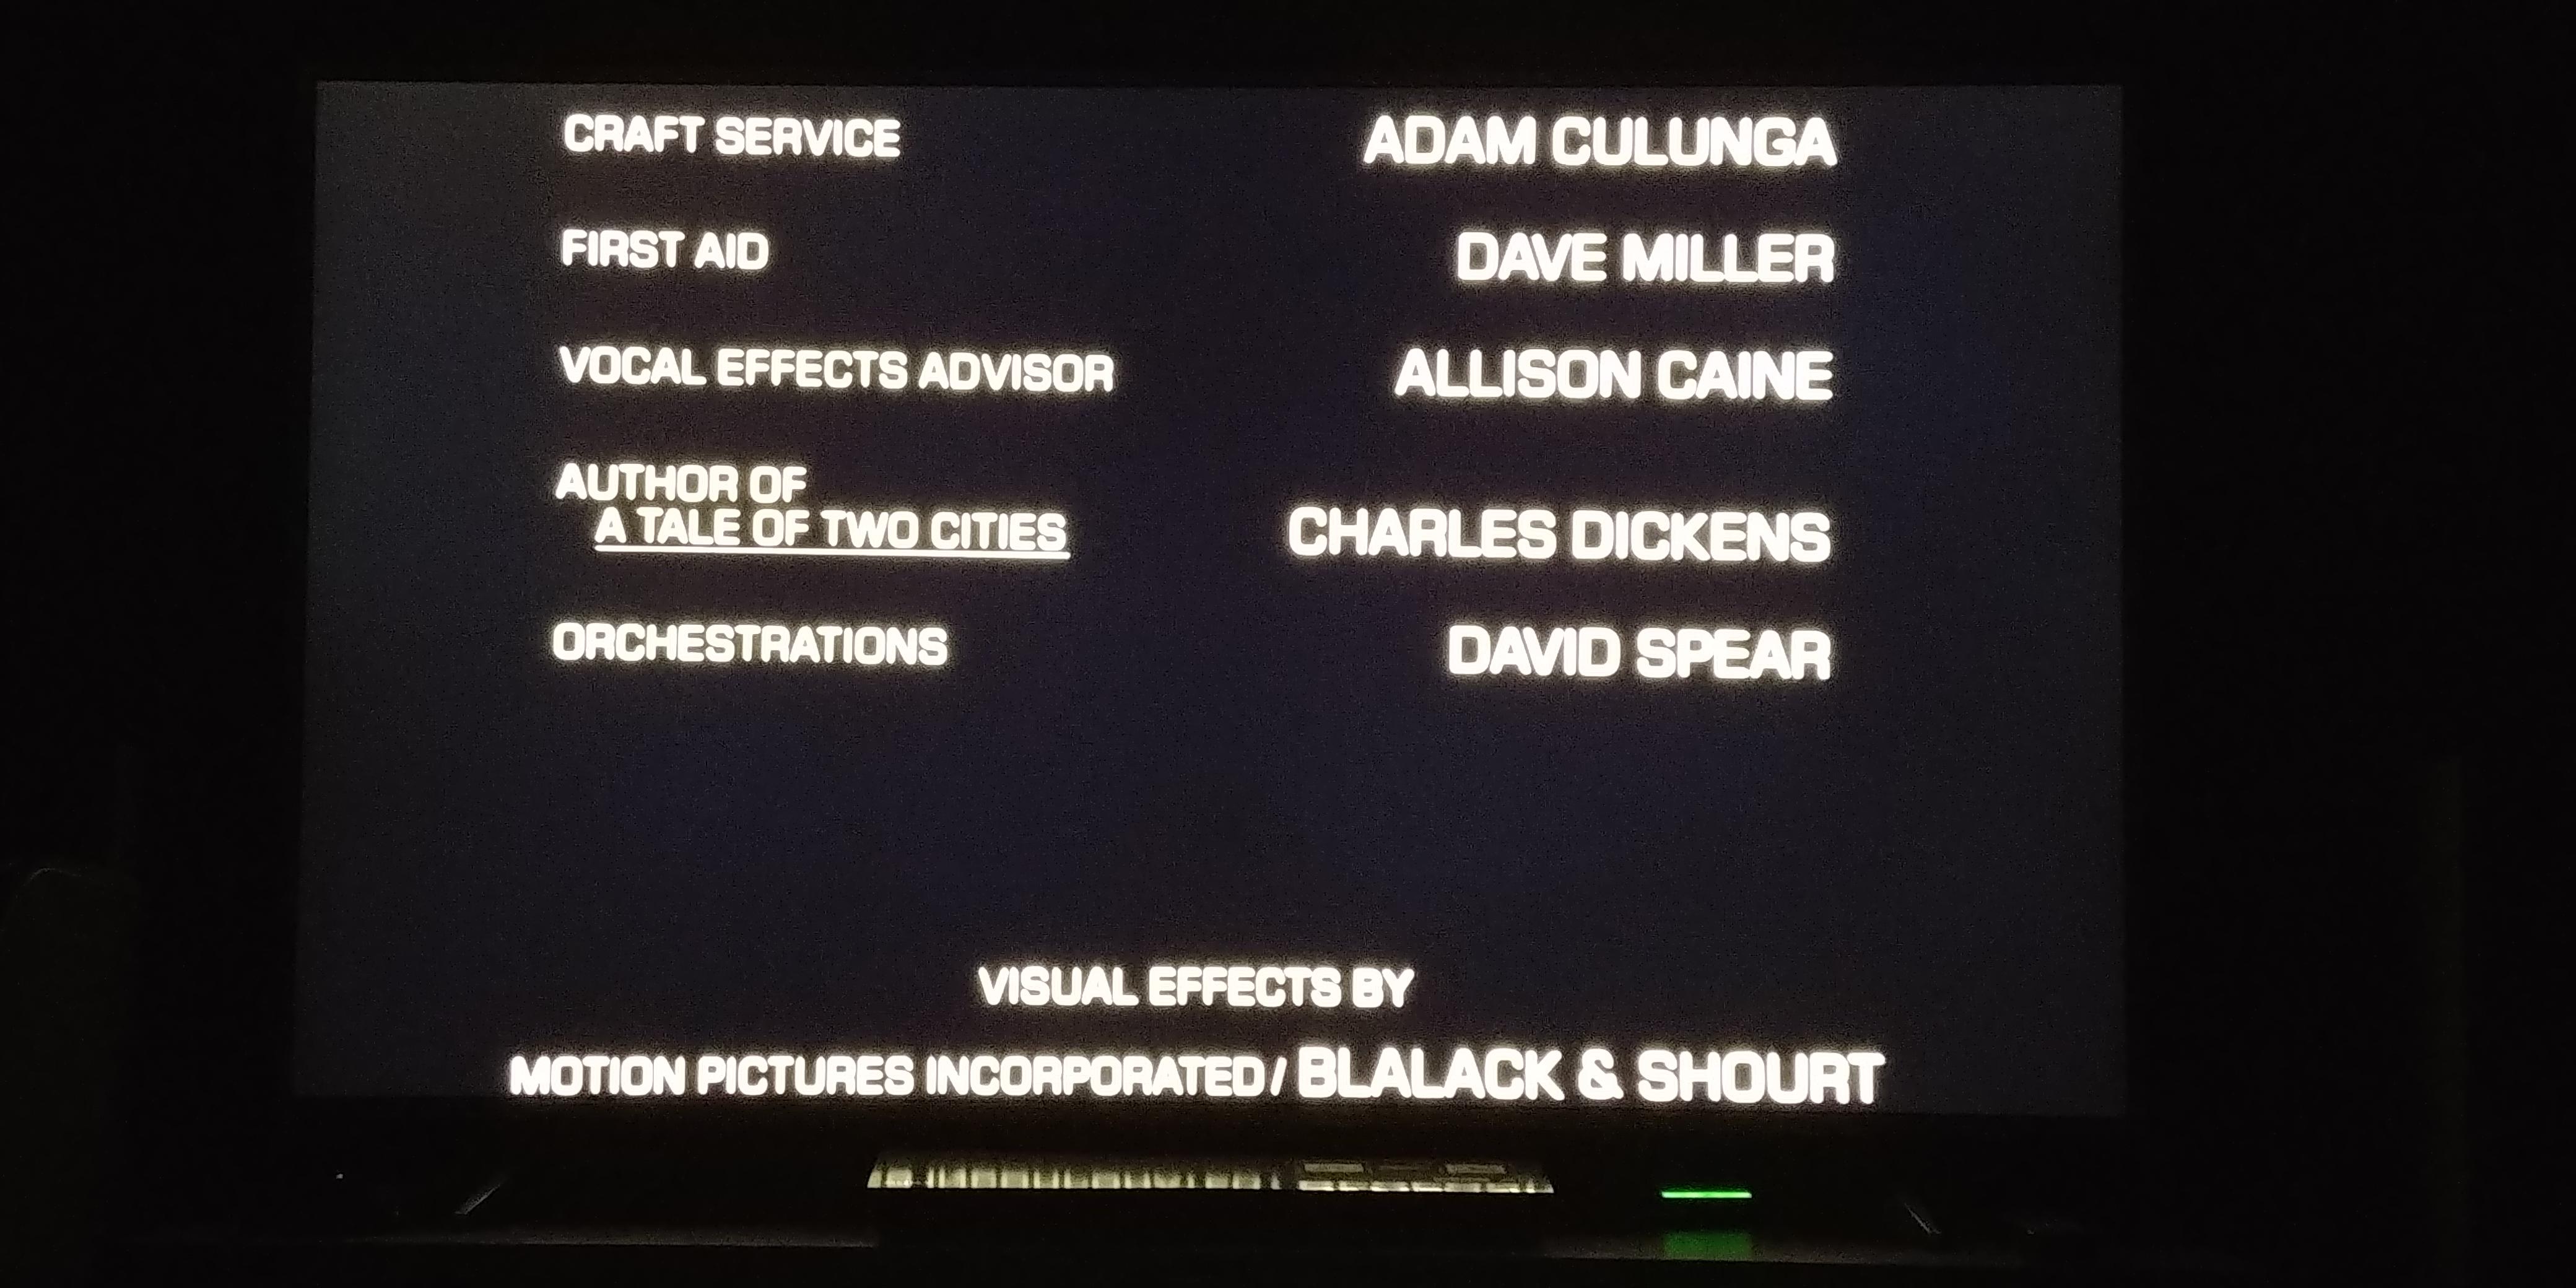 CRAFT SERVICE ADAM CULUNGA
FIRST AID DAVE MILLER
VOCAL EFFECTS ADVISOR ALLISON CAINE
AUTHOR OF
A TALE OF TWO CITIES CHARLES DICKENS
ORCHESTRATIONS DAVID SPEAR
VISUAL EFFECTS BY
MOTION PICTURES INCORPORATED / BLALACK & SHOURT